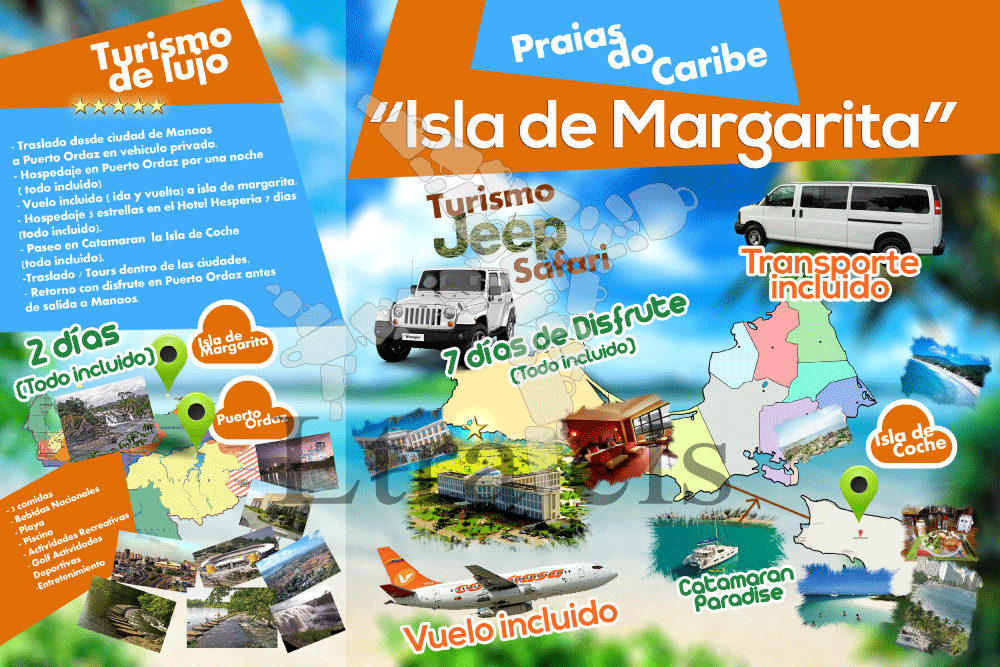 Turismo
de lujo
- Traslado desde ciudad de Manaos
a Puerto Ordaz en vehiculo privado.
- Hospedaje en Puerto Ordaz por una noche
( todo incluido)
- Vuelo incluido ( ida y vuelta) a isla de margarita.
- Hospedaje 5 estrellas en el Hotel Hesperia 7 dias
(todo incluido).
- Paseo en Catamaran la Isla de Coche
(todo incluido).
-Traslado / Tours dentro de las ciudades.
- Retorno con disfrute en Puerto Ordaz antes
de salida a Manaos.
2 días
(Todo incluido)
Isla de
Margarita
Puerto
Ordaz
- 3 comidas
- Bebidas Nacionales
- Playa
- Piscina
- Actividades Recreativas
- Golf Actividades
Deportivas
-Entretenimiento
Praias
do
Caribe
"Isla de Margarita"
Turismo
Jeep
Safari
Transporte
incluido
7 días de Disfrute
(Todo incluido)
Isla de
Coche
Catamaran
Paradise
Vuelo incluido